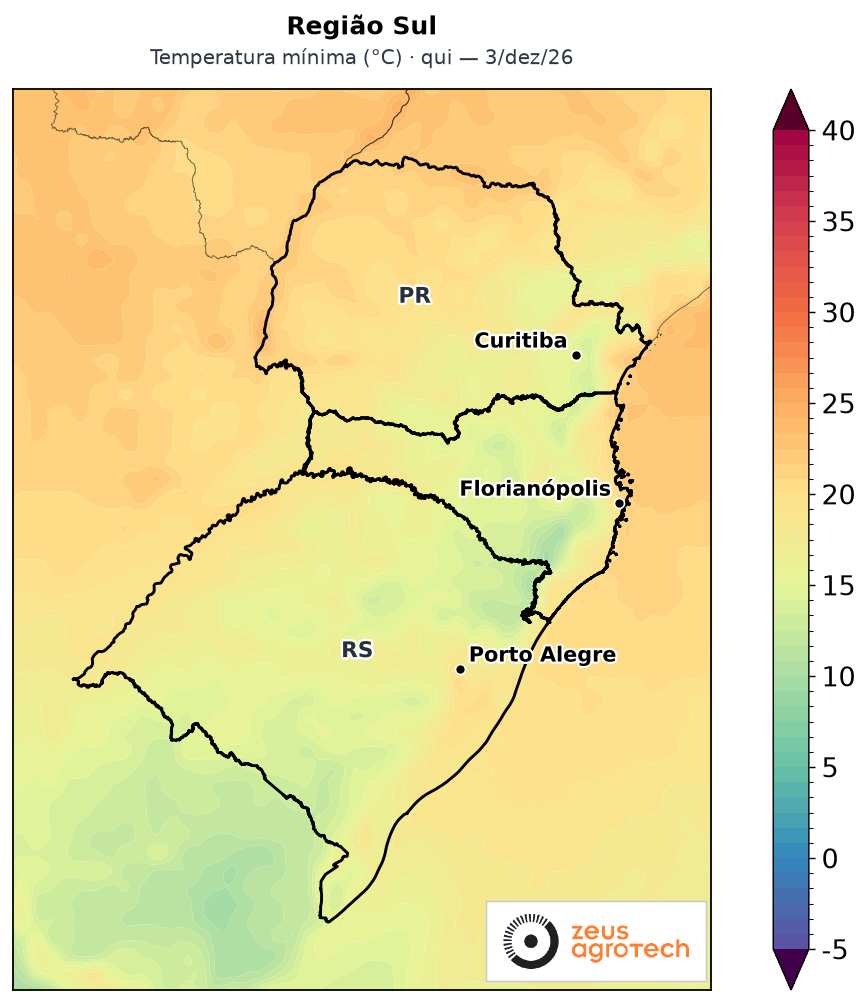 Região Sul
Temperatura mínima (°C) · qui — 3/dez/26
PR
Curitiba
Florianópolis
RS
Porto Alegre
40
35
30
25
20
15
10
5
0
-5
zeus
agrotech